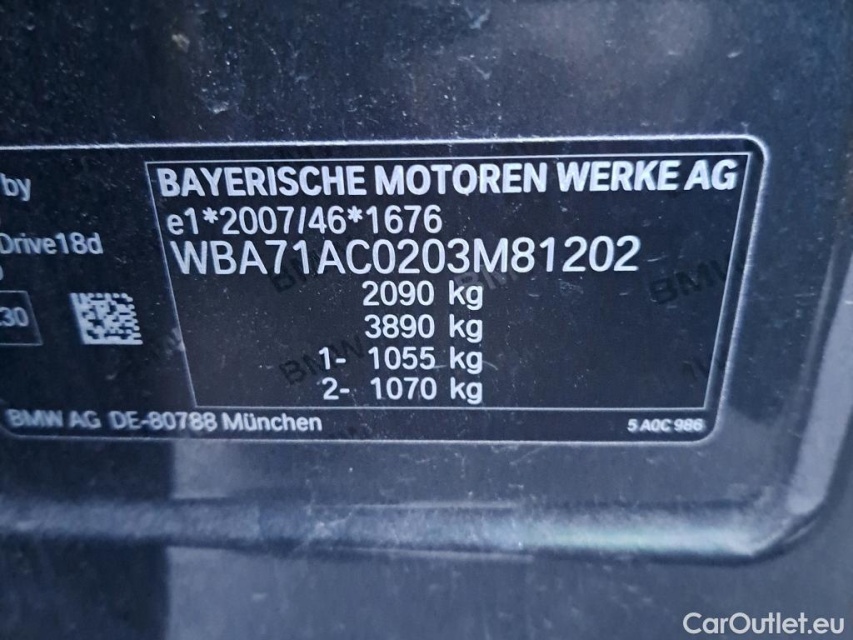 by
BAYERISCHE MOTOREN WERKE AG
e1*2007/46*1676
Drive18d
WBA71AC0203M81202
2090 kg
30
3890 kg
1- 1055 kg
2- 1070 kg
BMW AG DE-80788 München
5 A0C 986
CarOutlet.eu